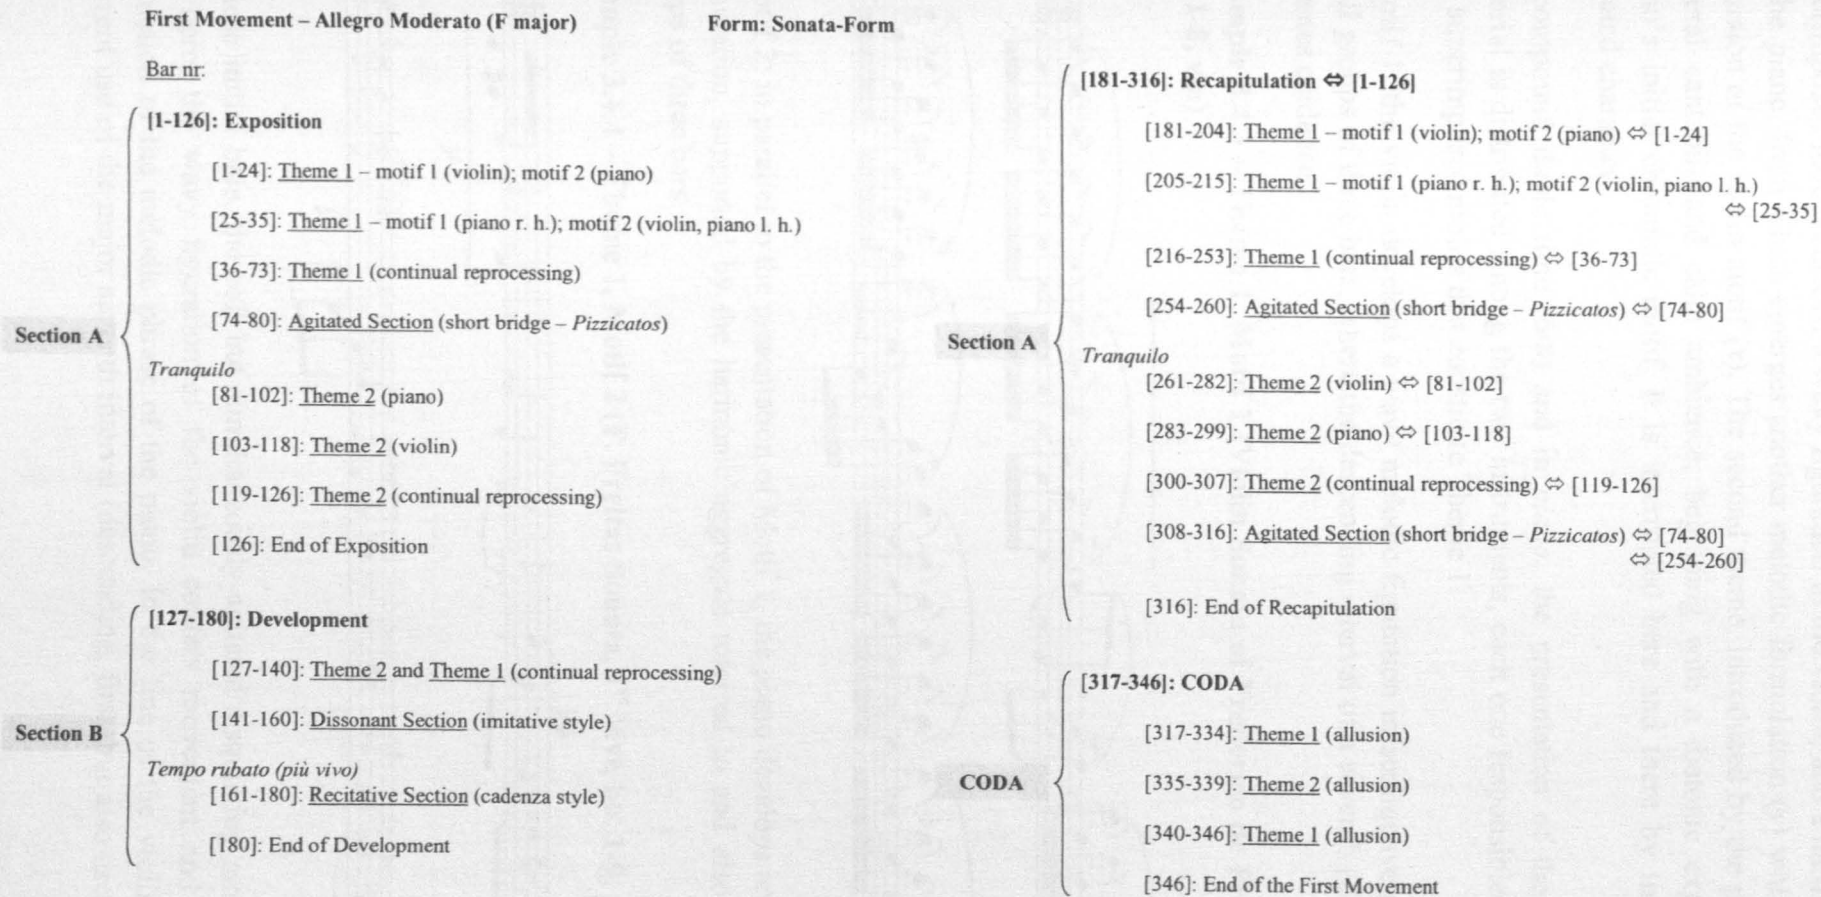 First Movement – Allegro Moderato (F major) Form: Sonata-Form
Bar nr:
Section A
[1-126]: Exposition
[1-24]: Theme 1 – motif 1 (violin); motif 2 (piano)
[25-35]: Theme 1 – motif 1 (piano r. h.); motif 2 (violin, piano l. h.)
[36-73]: Theme 1 (continual reprocessing)
[74-80]: Agitated Section (short bridge – Pizzicatos)
Tranquilo
[81-102]: Theme 2 (piano)
[103-118]: Theme 2 (violin)
[119-126]: Theme 2 (continual reprocessing)
[126]: End of Exposition
Section B
[127-180]: Development
[127-140]: Theme 2 and Theme 1 (continual reprocessing)
[141-160]: Dissonant Section (imitative style)
Tempo rubato (più vivo)
[161-180]: Recitative Section (cadenza style)
[180]: End of Development
Section A
[181-316]: Recapitulation ⇔ [1-126]
[181-204]: Theme 1 – motif 1 (violin); motif 2 (piano) ⇔ [1-24]
[205-215]: Theme 1 – motif 1 (piano r. h.); motif 2 (violin, piano l. h.)
⇔ [25-35]
[216-253]: Theme 1 (continual reprocessing) ⇔ [36-73]
[254-260]: Agitated Section (short bridge – Pizzicatos) ⇔ [74-80]
Tranquilo
[261-282]: Theme 2 (violin) ⇔ [81-102]
[283-299]: Theme 2 (piano) ⇔ [103-118]
[300-307]: Theme 2 (continual reprocessing) ⇔ [119-126]
[308-316]: Agitated Section (short bridge – Pizzicatos) ⇔ [74-80]
⇔ [254-260]
[316]: End of Recapitulation
CODA
[317-346]: CODA
[317-334]: Theme 1 (allusion)
[335-339]: Theme 2 (allusion)
[340-346]: Theme 1 (allusion)
[346]: End of the First Movement